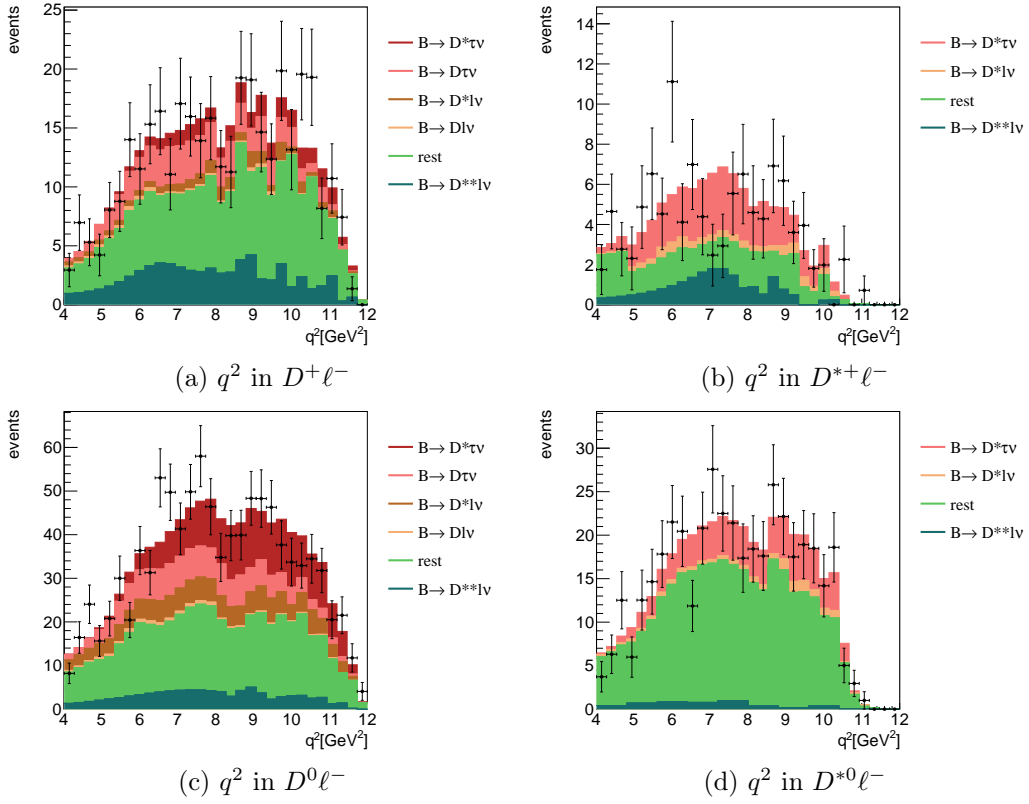 events
25
20
15
10
5
0
4 5 6 7 8 9 10 11 12
q²[GeV²]
B→ D*τν
B→ Dτν
B→ D*lν
B→ Dlν
rest
B→ D**lν
(a) q² in D⁺ℓ⁻
events
14
12
10
8
6
4
2
0
4 5 6 7 8 9 10 11 12
q²[GeV²]
B→ D*τν
B→ D*lν
rest
B→ D**lν
(b) q² in D*⁺ℓ⁻
events
60
50
40
30
20
10
0
4 5 6 7 8 9 10 11 12
q²[GeV²]
B→ D*τν
B→ Dτν
B→ D*lν
B→ Dlν
rest
B→ D**lν
(c) q² in D⁰ℓ⁻
events
30
25
20
15
10
5
0
4 5 6 7 8 9 10 11 12
q²[GeV²]
B→ D*τν
B→ D*lν
rest
B→ D**lν
(d) q² in D*⁰ℓ⁻